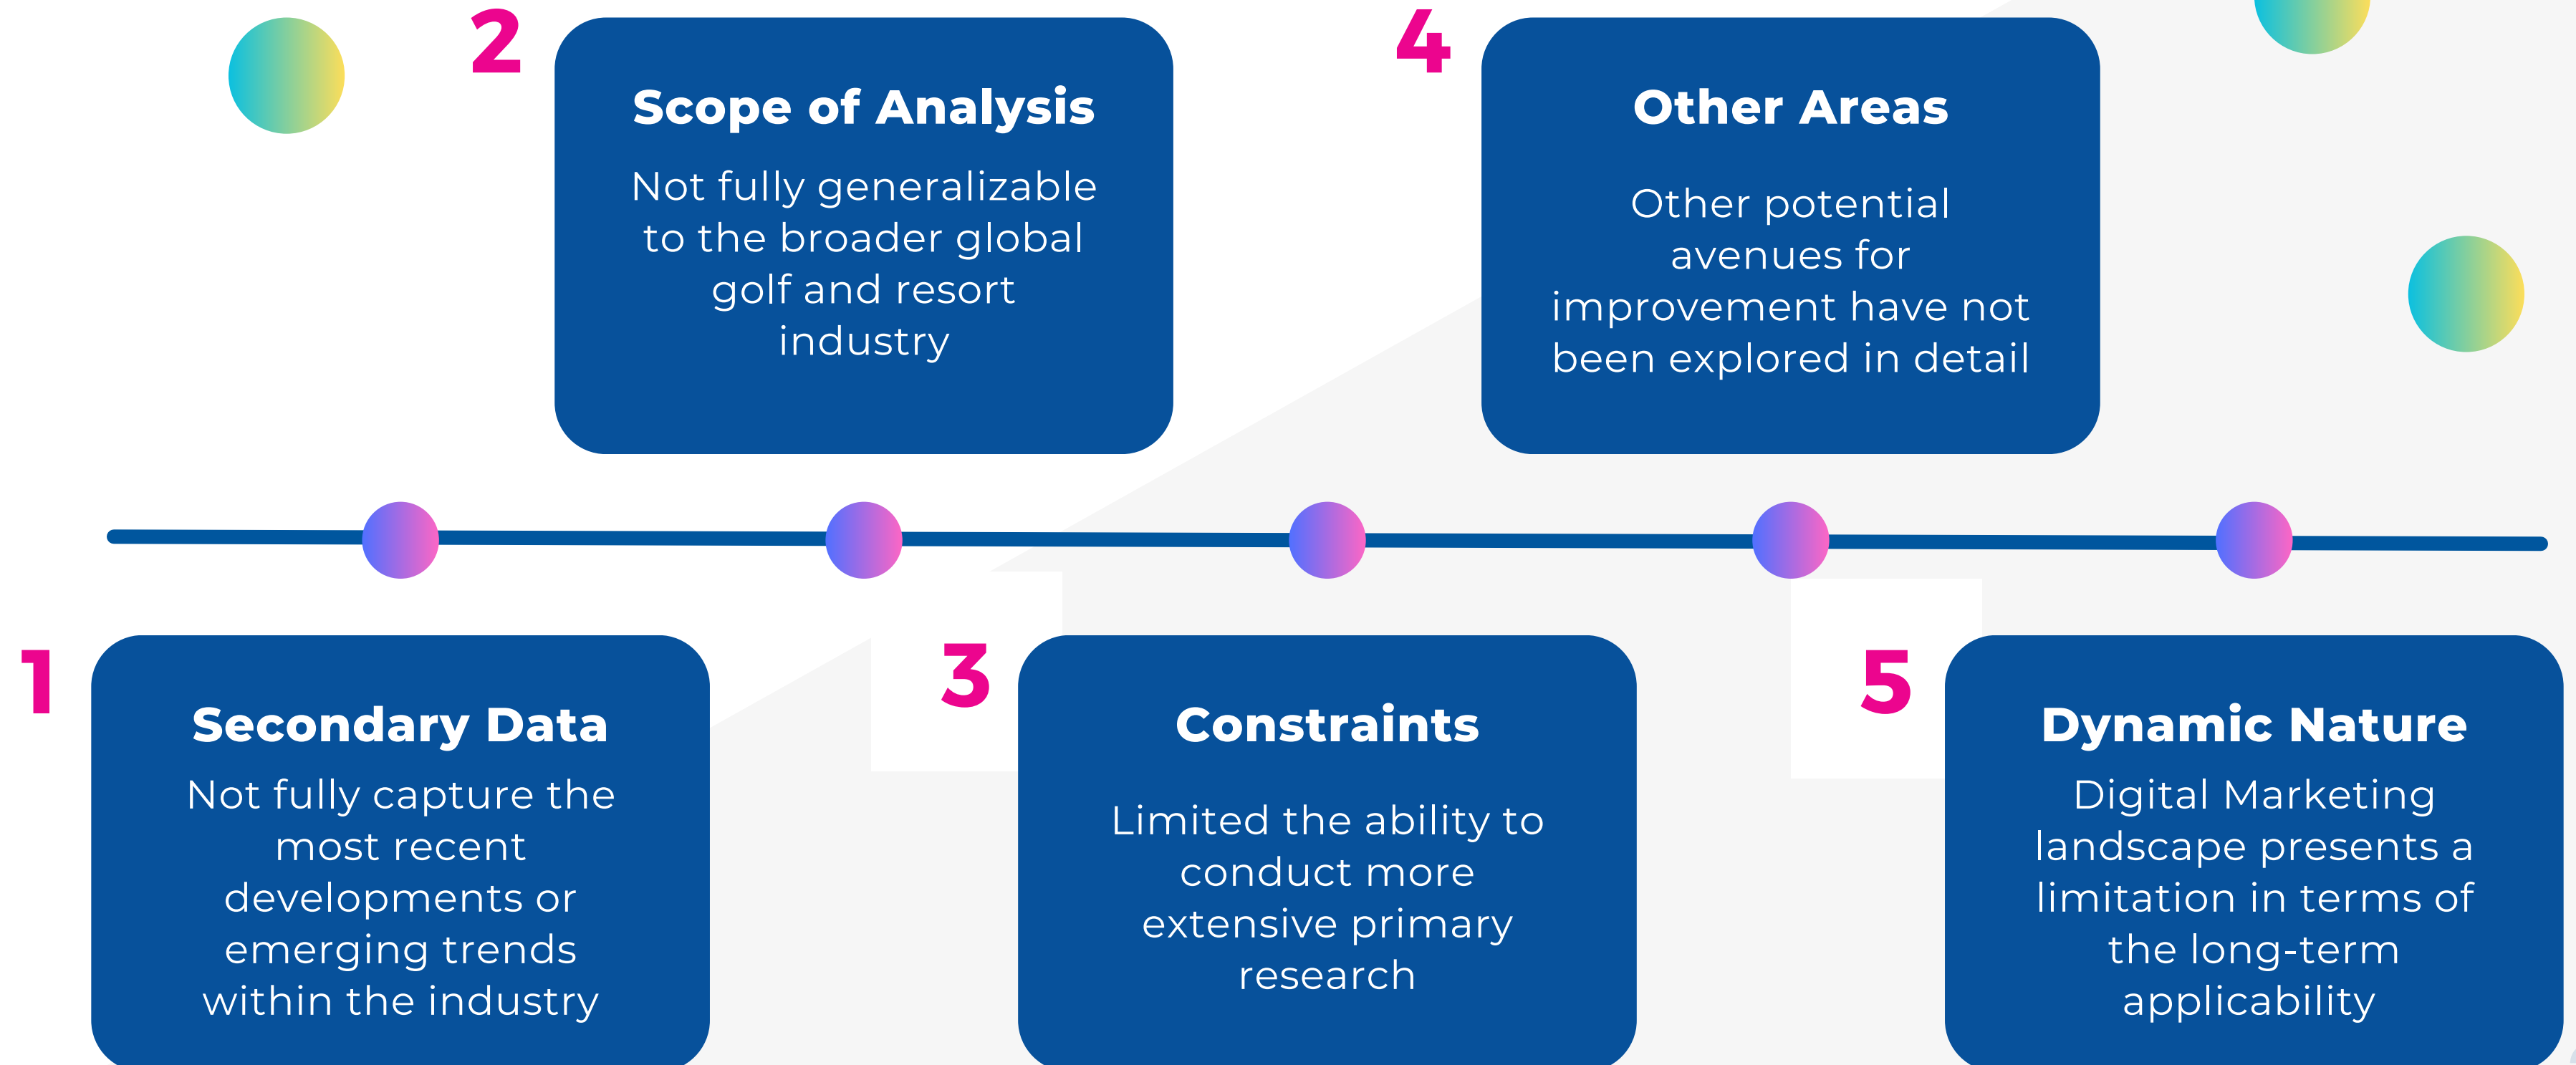 1
Secondary Data
Not fully capture the
most recent
developments or
emerging trends
within the industry
2
Scope of Analysis
Not fully generalizable
to the broader global
golf and resort
industry
3
Constraints
Limited the ability to
conduct more
extensive primary
research
4
Other Areas
Other potential
avenues for
improvement have not
been explored in detail
5
Dynamic Nature
Digital Marketing
landscape presents a
limitation in terms of
the long-term
applicability